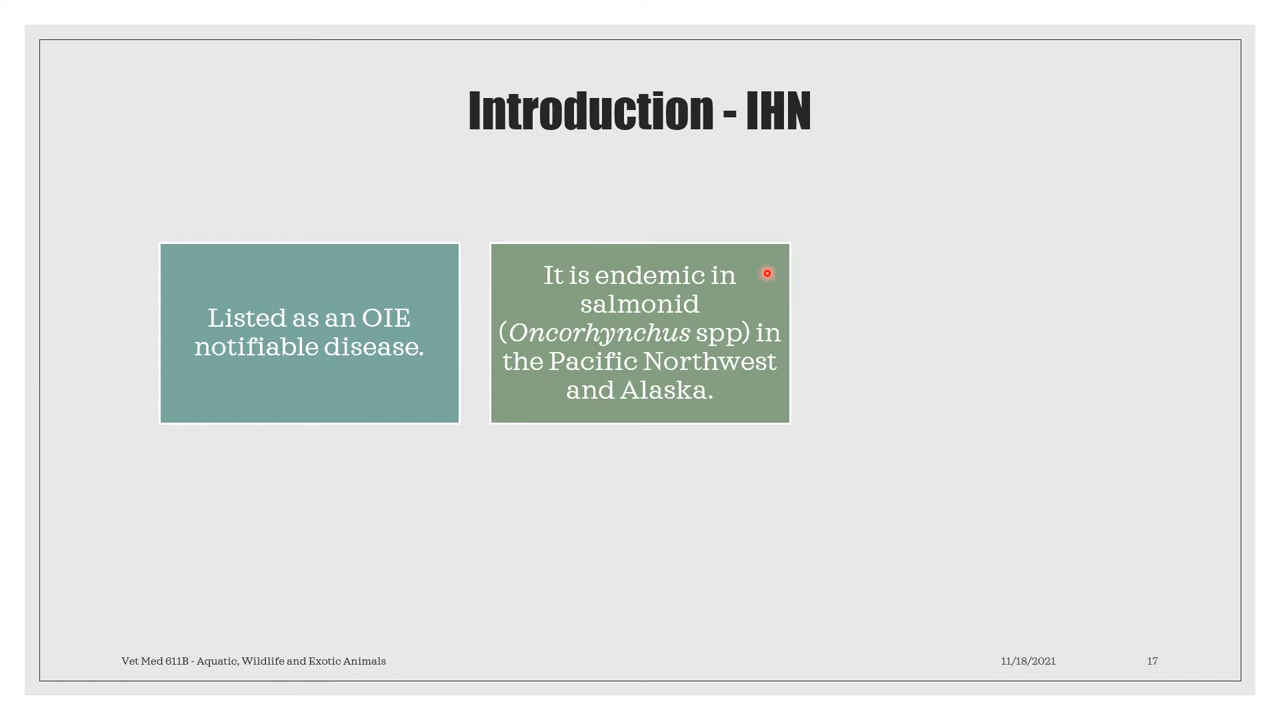 Introduction - IHN
Listed as an OIE
notifiable disease.
It is endemic in
salmonid
(Oncorhynchus spp) in
the Pacific Northwest
and Alaska.
Vet Med 611B - Aquatic, Wildlife and Exotic Animals
11/18/2021
17